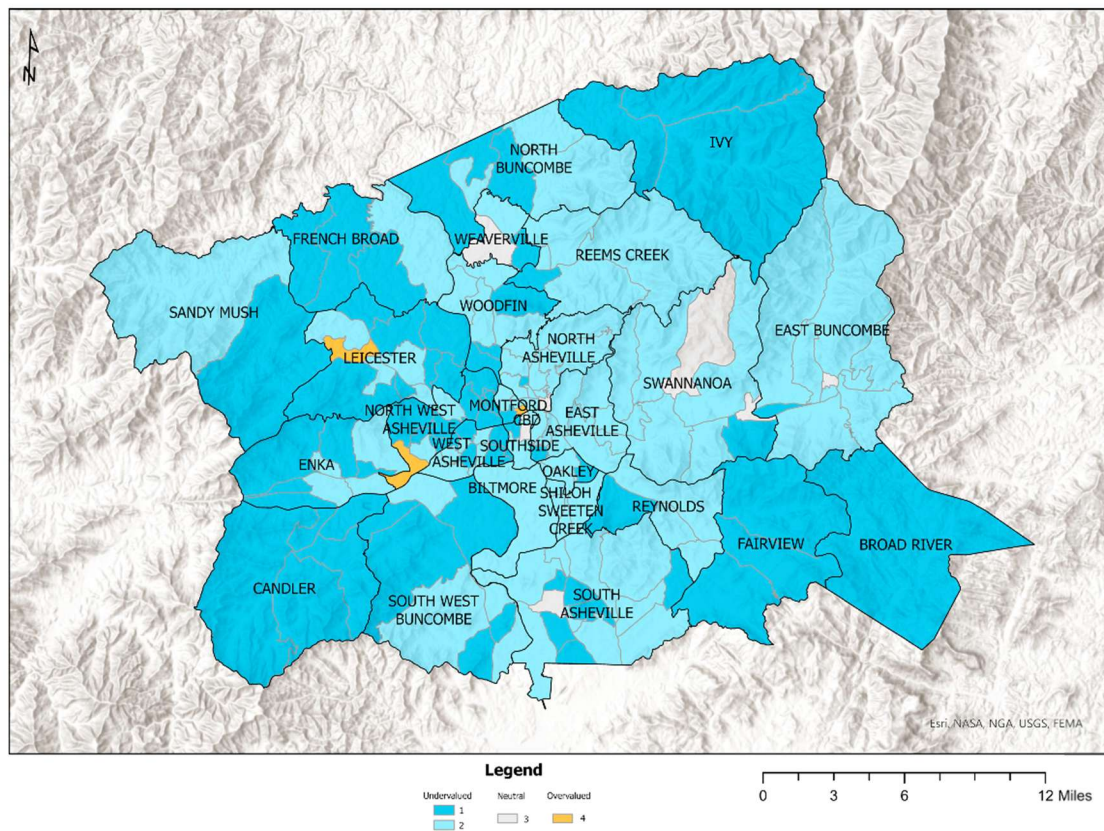 N
IVY
NORTH
BUNCOMBE
FRENCH BROAD
WEAVERVILLE
REEMS CREEK
SANDY MUSH
WOODFIN
EAST BUNCOMBE
LEICESTER
NORTH
ASHEVILLE
SWANNANOA
MONTFORD
CBD
NORTH WEST
ASHEVILLE
EAST
ASHEVILLE
WEST
ASHEVILLE
SOUTHSIDE
ENKA
OAKLEY
BILTMORE
SHILOH
SWEETEN
CREEK
REYNOLDS
FAIRVIEW
BROAD RIVER
CANDLER
SOUTH WEST
BUNCOMBE
SOUTH
ASHEVILLE
Esri, NASA, NGA, USGS, FEMA
Legend
Undervalued Neutral Overvalued
1 3 4
2
0 3 6 12 Miles